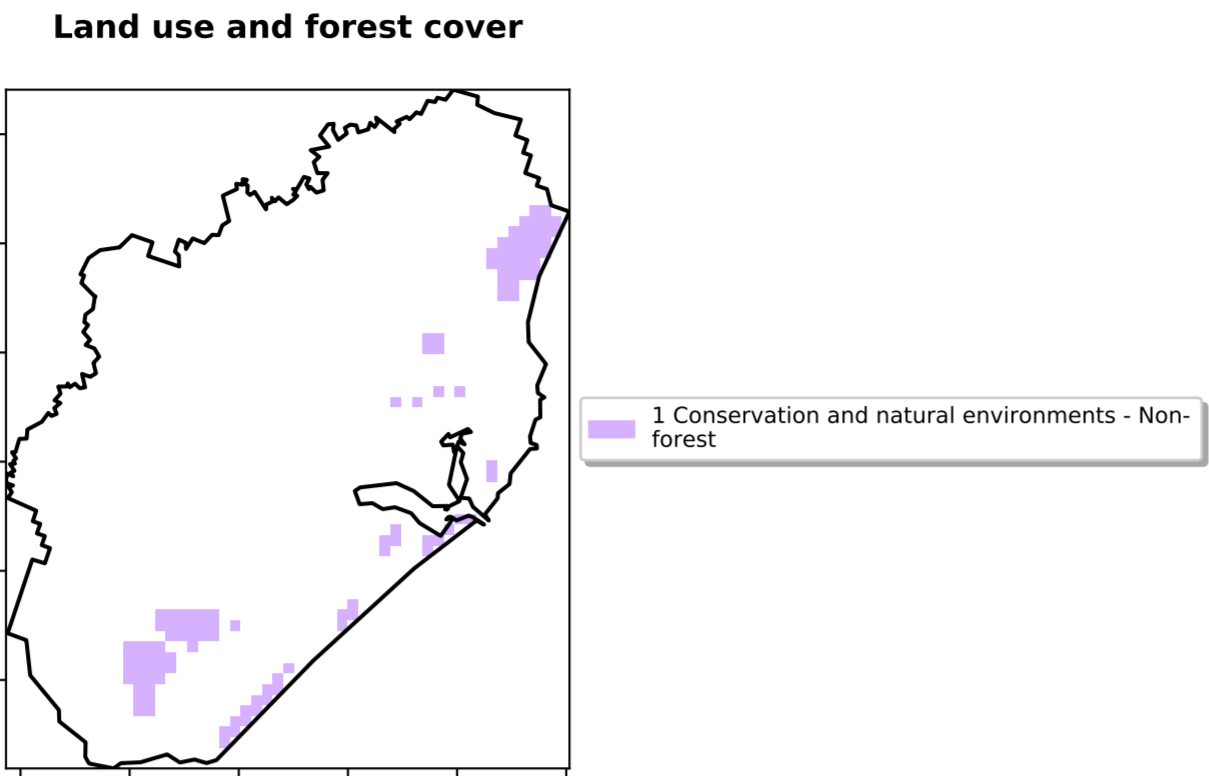 Land use and forest cover
1 Conservation and natural environments - Non-
forest